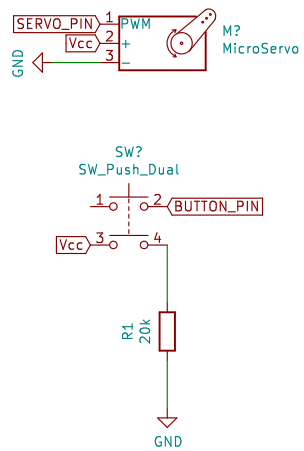 SERVO_PIN 1 PWM
Vcc 2 +
GND 3 -
M?
MicroServo
SW?
SW_Push_Dual
1 2 BUTTON_PIN
Vcc 3 4
R1
20k
GND